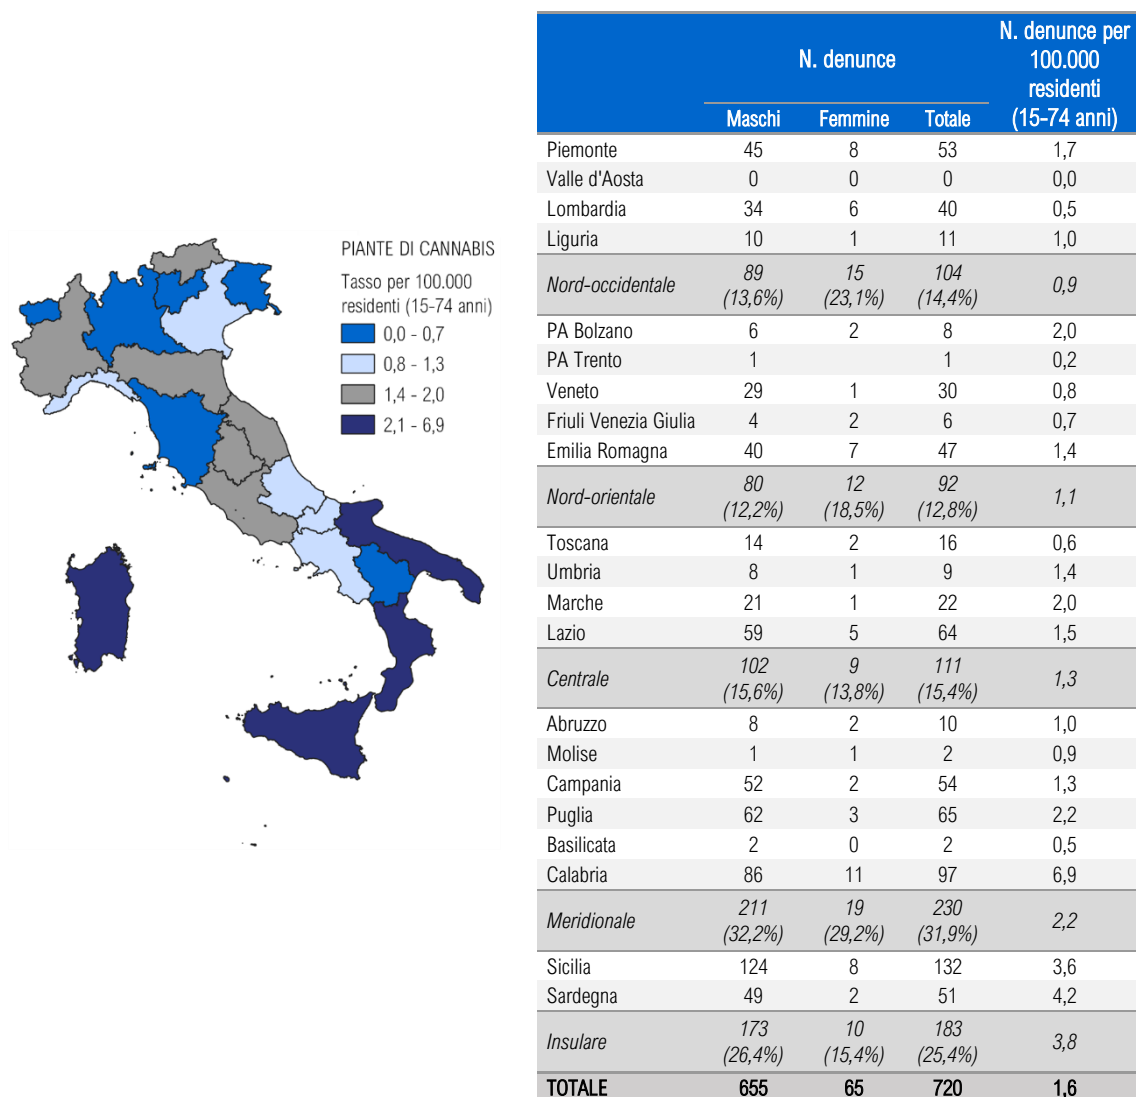 PIANTE DI CANNABIS
Tasso per 100.000
residenti (15-74 anni)
0,0 - 0,7
0,8 - 1,3
1,4 - 2,0
2,1 - 6,9
N. denunce
N. denunce per
100.000
residenti
(15-74 anni)
Maschi Femmine Totale
Piemonte 45 8 53 1,7
Valle d'Aosta 0 0 0 0,0
Lombardia 34 6 40 0,5
Liguria 10 1 11 1,0
Nord-occidentale 89 15 104 0,9
(13,6%) (23,1%) (14,4%)
PA Bolzano 6 2 8 2,0
PA Trento 1 1 0,2
Veneto 29 1 30 0,8
Friuli Venezia Giulia 4 2 6 0,7
Emilia Romagna 40 7 47 1,4
Nord-orientale 80 12 92 1,1
(12,2%) (18,5%) (12,8%)
Toscana 14 2 16 0,6
Umbria 8 1 9 1,4
Marche 21 1 22 2,0
Lazio 59 5 64 1,5
Centrale 102 9 111 1,3
(15,6%) (13,8%) (15,4%)
Abruzzo 8 2 10 1,0
Molise 1 1 2 0,9
Campania 52 2 54 1,3
Puglia 62 3 65 2,2
Basilicata 2 0 2 0,5
Calabria 86 11 97 6,9
Meridionale 211 19 230 2,2
(32,2%) (29,2%) (31,9%)
Sicilia 124 8 132 3,6
Sardegna 49 2 51 4,2
Insulare 173 10 183 3,8
(26,4%) (15,4%) (25,4%)
TOTALE 655 65 720 1,6